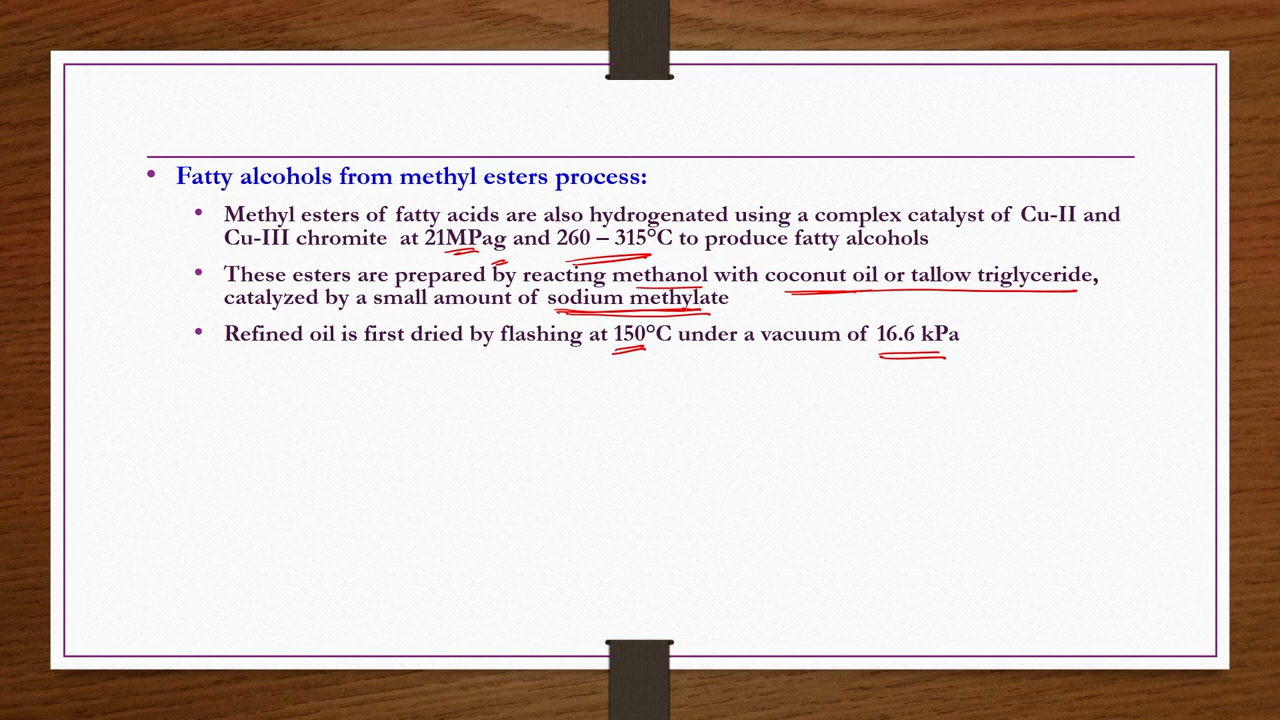 • Fatty alcohols from methyl esters process:
• Methyl esters of fatty acids are also hydrogenated using a complex catalyst of Cu-II and
Cu-III chromite at 21MPag and 260 – 315°C to produce fatty alcohols
• These esters are prepared by reacting methanol with coconut oil or tallow triglyceride,
catalyzed by a small amount of sodium methylate
• Refined oil is first dried by flashing at 150°C under a vacuum of 16.6 kPa